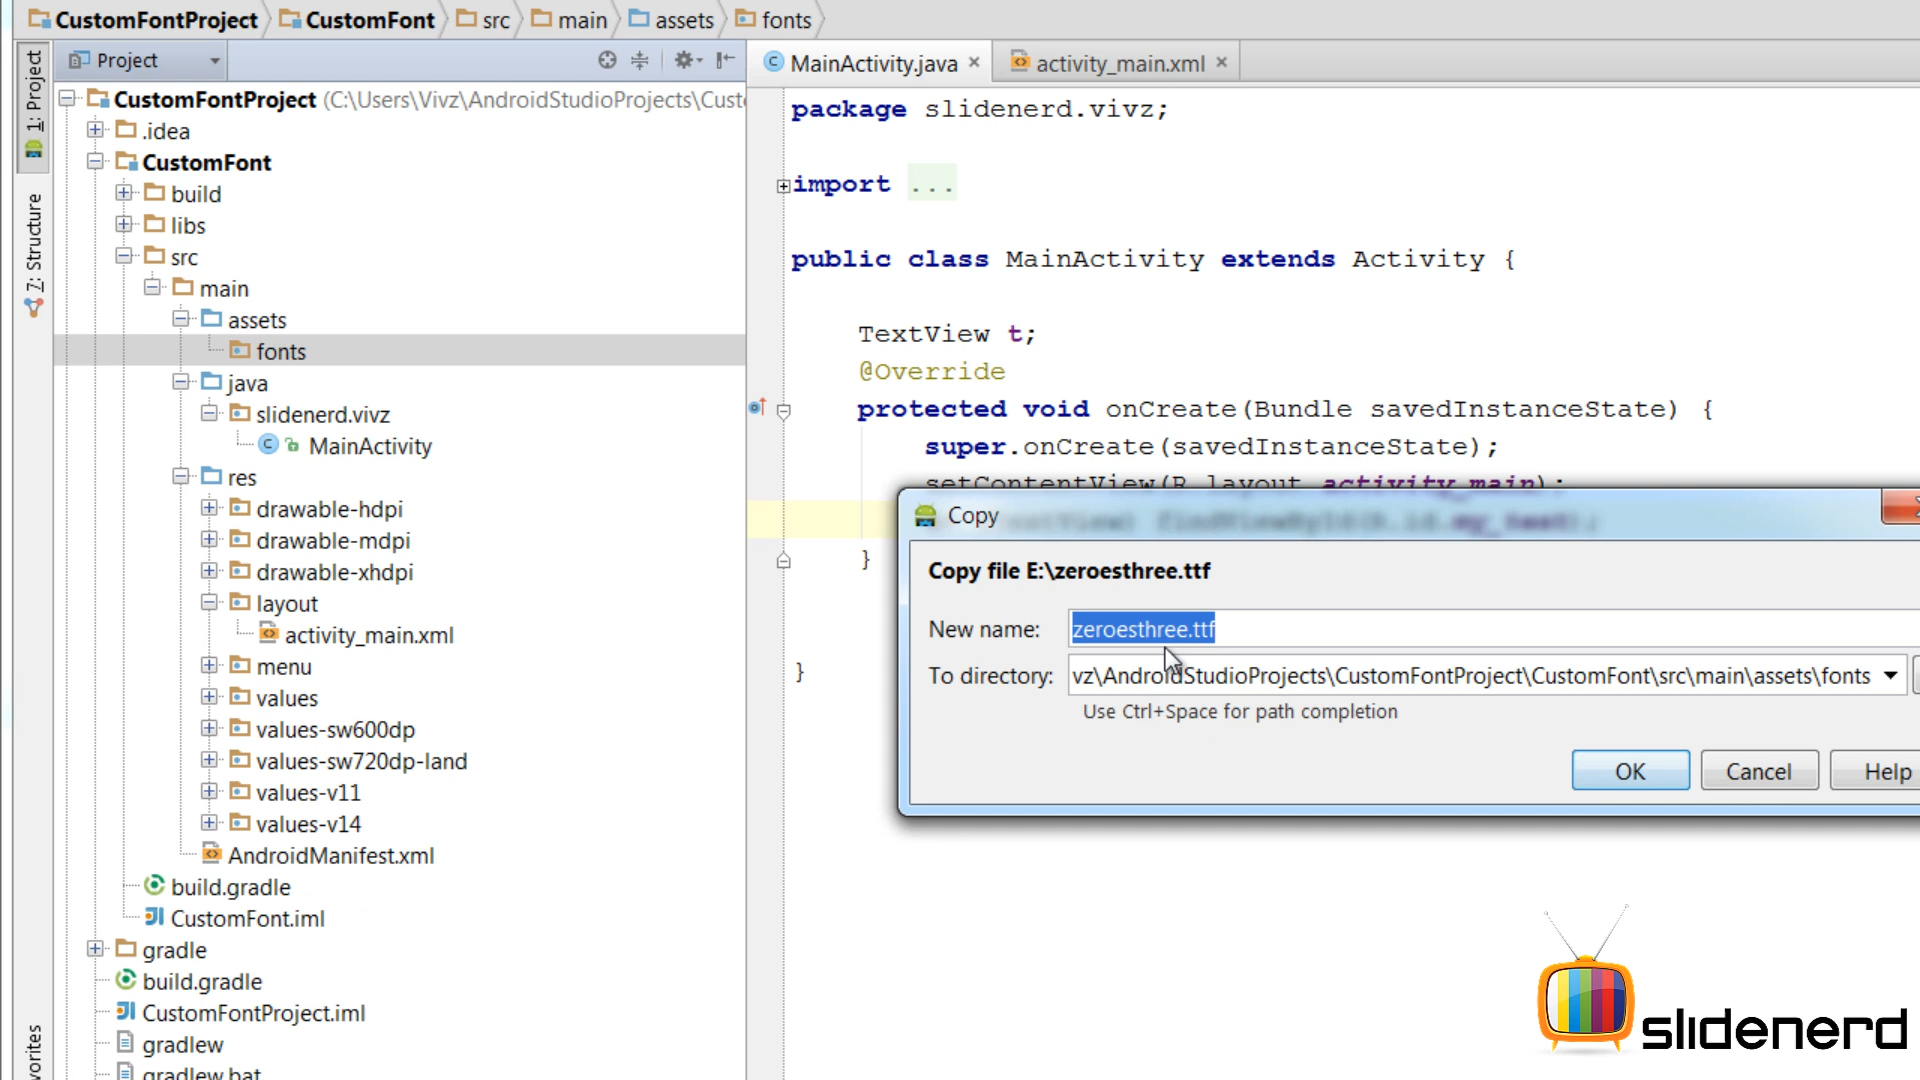 CustomFontProject CustomFont src main assets fonts
1: Project
7: Structure
vorites
Project
CustomFontProject (C:\Users\Vivz\AndroidStudioProjects\Cust
.idea
CustomFont
build
libs
src
main
assets
fonts
java
slidenerd.vivz
MainActivity
res
drawable-hdpi
drawable-mdpi
drawable-xhdpi
layout
activity_main.xml
menu
values
values-sw600dp
values-sw720dp-land
values-v11
values-v14
AndroidManifest.xml
build.gradle
CustomFont.iml
gradle
build.gradle
CustomFontProject.iml
gradlew
gradlew.bat
MainActivity.java activity_main.xml
package slidenerd.vivz;
import ...
public class MainActivity extends Activity {
TextView t;
@Override
protected void onCreate(Bundle savedInstanceState) {
super.onCreate(savedInstanceState);
setContentView(R.layout.activity_main);
findViewById(R.id.my_text);
}
}
Copy
Copy file E:\zeroesthree.ttf
New name: zeroesthree.ttf
To directory: vz\AndroidStudioProjects\CustomFontProject\CustomFont\src\main\assets\fonts
Use Ctrl+Space for path completion
OK Cancel Help
slidenerd